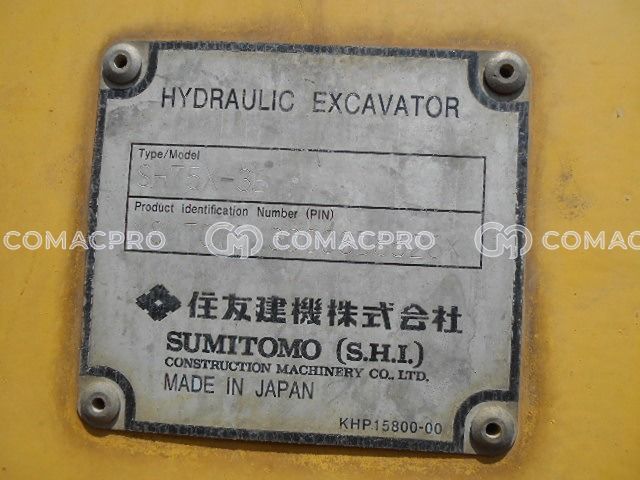 HYDRAULIC EXCAVATOR
Type/Model
Product Identification Number (PIN)
COMACPRO COMACPRO COMACPRO
住友建機株式会社
SUMITOMO (S.H.I.)
CONSTRUCTION MACHINERY CO., LTD.
MADE IN JAPAN
KHP15800-00